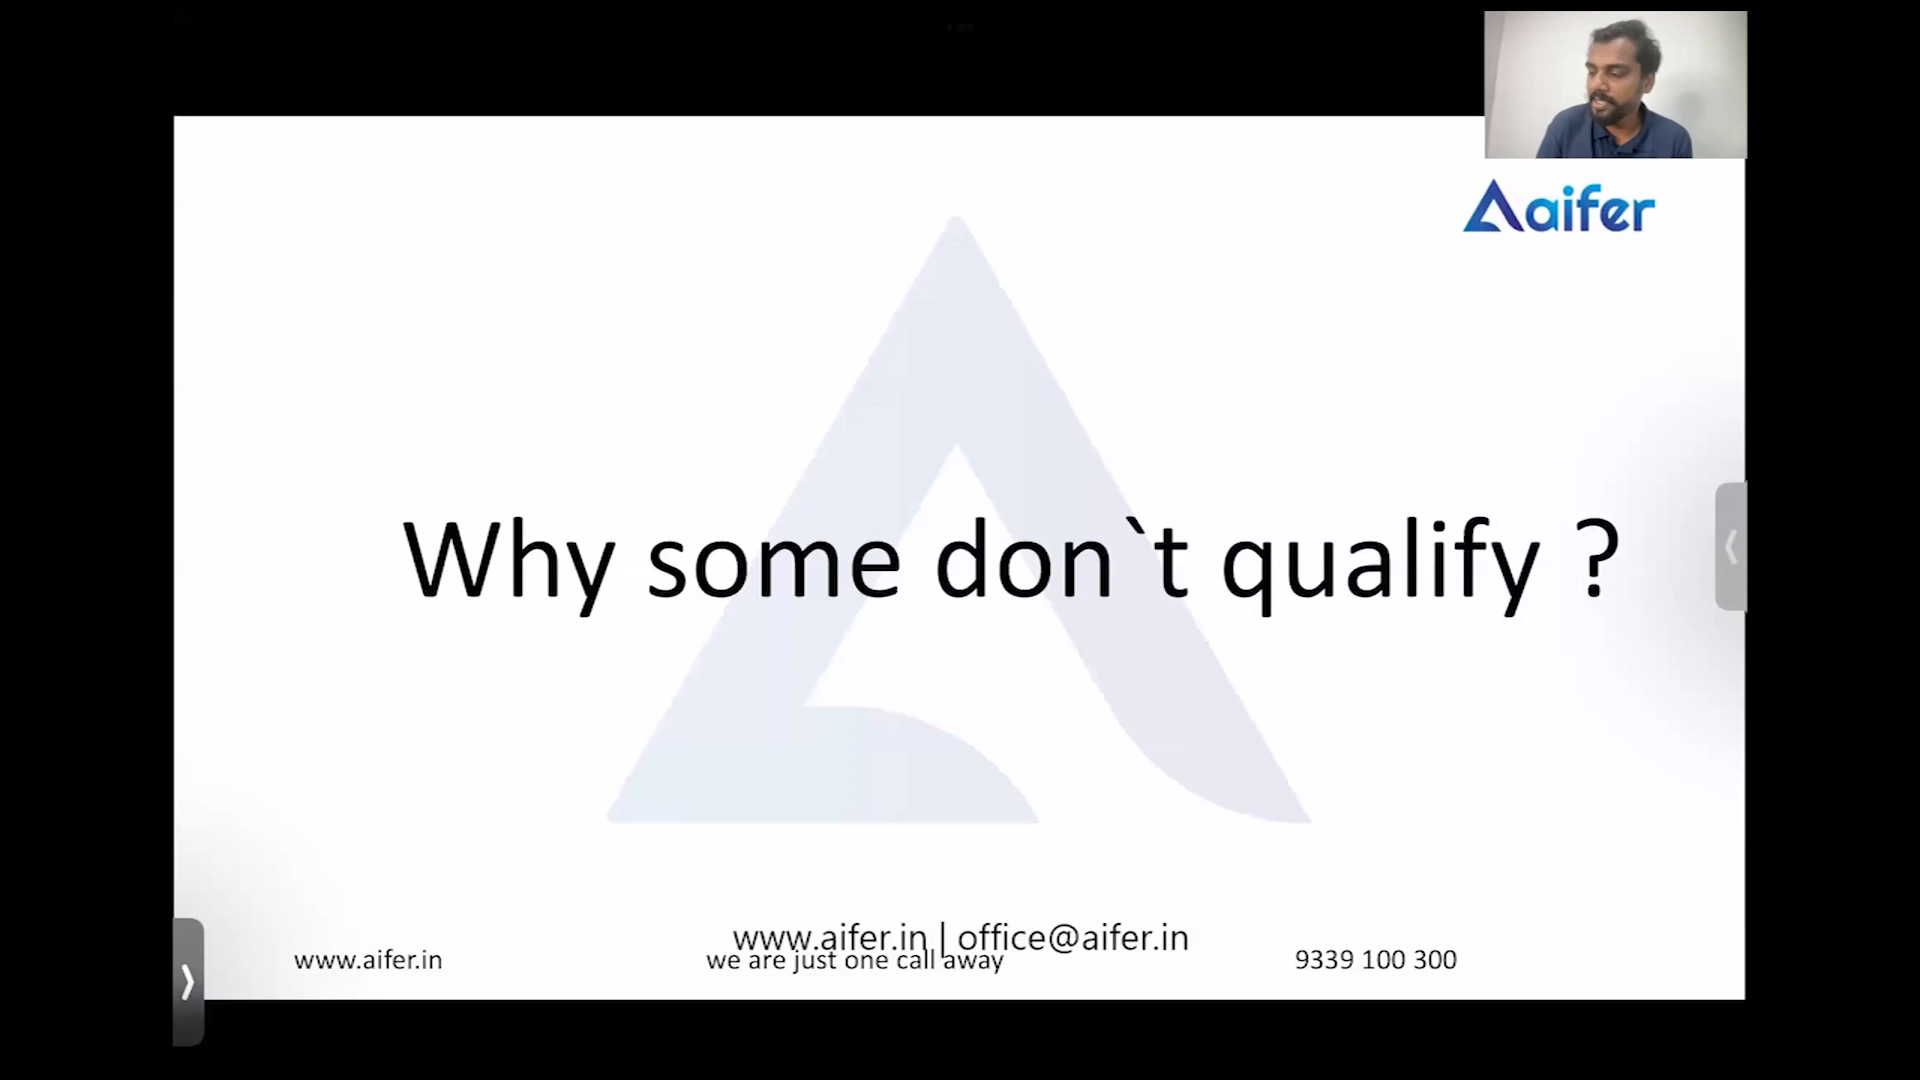 aifer
Why some don`t qualify ?
www.aifer.in | office@aifer.in
www.aifer.in
we are just one call away
9339 100 300